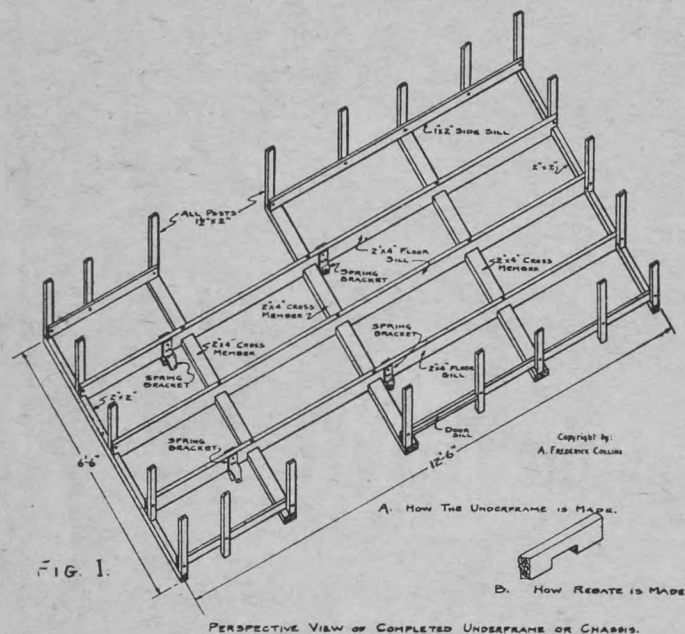 1"x2" SIDE SILL
2"x2"
ALL POSTS
1½"x2"
2"x4" FLOOR
SILL
SPRING
BRACKET
2"x4" CROSS
MEMBER
2"x4" CROSS
MEMBER
SPRING
BRACKET
2"x4" CROSS
MEMBER
SPRING
BRACKET
2"x4" FLOOR
SILL
2"x2"
SPRING
BRACKET
DOOR
SILL
6'-6"
12'-6"
Copyright by:
A. FREDERICK COLLINS
A. HOW THE UNDERFRAME IS MADE.
FIG. 1.
B. HOW REBATE IS MADE
PERSPECTIVE VIEW OF COMPLETED UNDERFRAME OR CHASSIS.